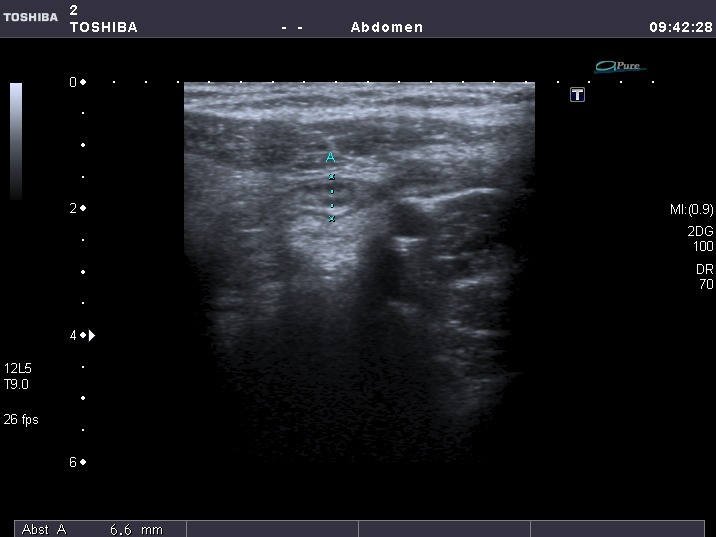 TOSHIBA
2
TOSHIBA
- -
Abdomen
09:42:28
aPure
T
0
A
2
4
6
MI:(0.9)
2DG
100
DR
70
12L5
T9.0
26 fps
Abst A 6.6 mm